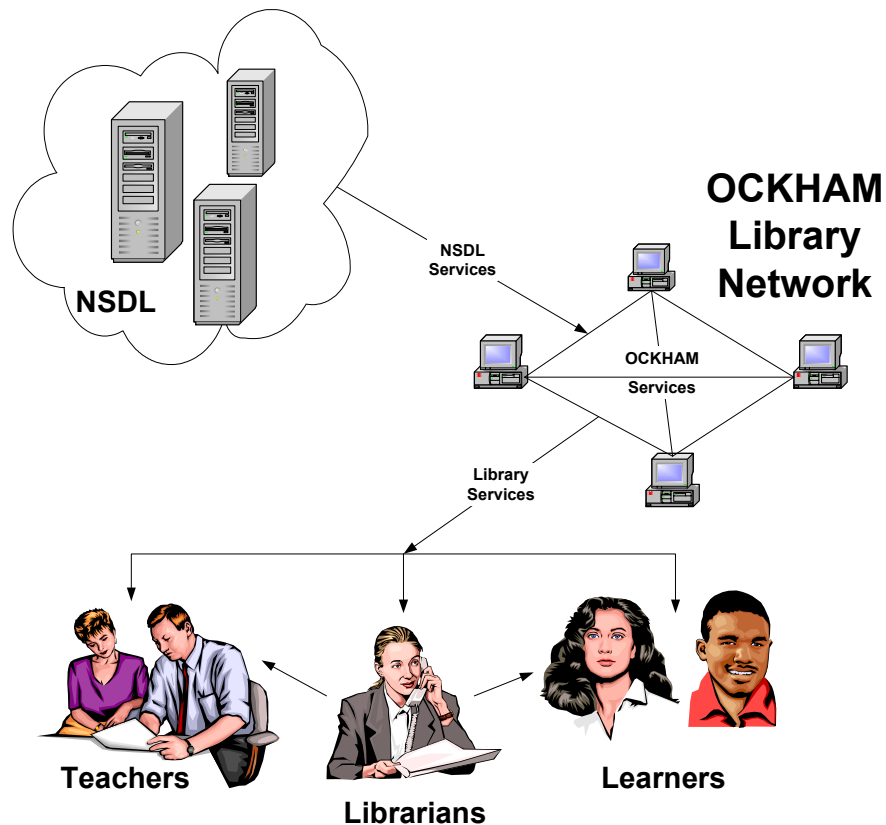 OCKHAM
Library
Network
NSDL
NSDL
Services
OCKHAM
Services
Library
Services
Teachers
Librarians
Learners